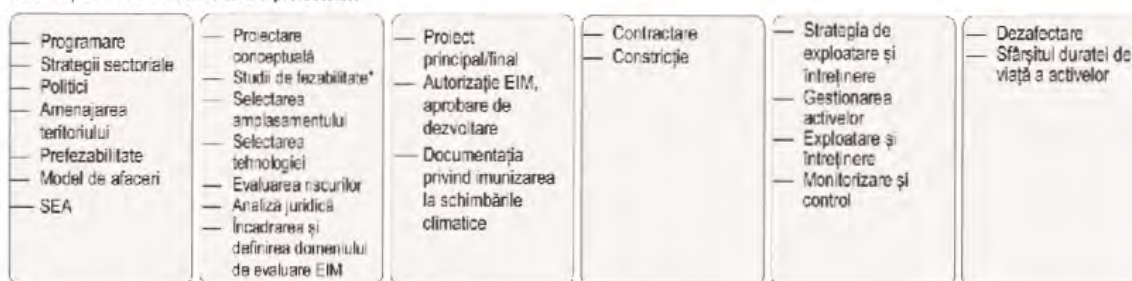 — Programare
— Strategii sectoriale
— Politici
— Amenajarea
teritoriului
— Prefezabilitate
— Model de afaceri
— SEA
— Proiectare
conceptuală
— Studii de fezabilitate*
— Selectarea
amplasamentului
— Selectarea
tehnologiei
— Evaluarea riscurilor
— Analiză juridică
— Încadrarea și
definirea domeniului
de evaluare EIM
— Proiect
principal/final
— Autorizație EIM,
aprobare de
dezvoltare
— Documentația
privind imunizarea
la schimbările
climatice
— Contractare
— Constricție
— Strategia de
exploatare și
întreținere
— Gestionarea
activelor
— Exploatare și
întreținere
— Monitorizare și
control
— Dezafectare
— Sfârșitul duratei de
viață a activelor